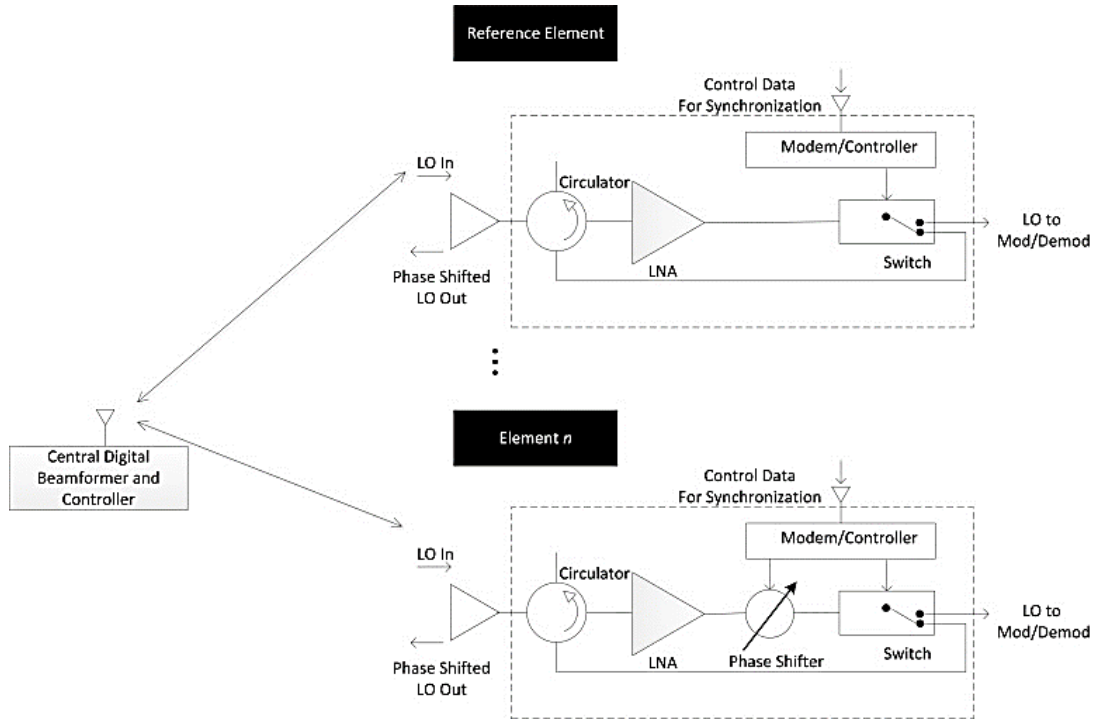 Reference Element
Control Data
For Synchronization
Modem/Controller
LO In
Circulator
LO to
Mod/Demod
Phase Shifted
LO Out
LNA
Switch
Element n
Central Digital
Beamformer and
Controller
Control Data
For Synchronization
Modem/Controller
LO In
Circulator
LO to
Mod/Demod
Phase Shifted
LO Out
LNA
Phase Shifter
Switch